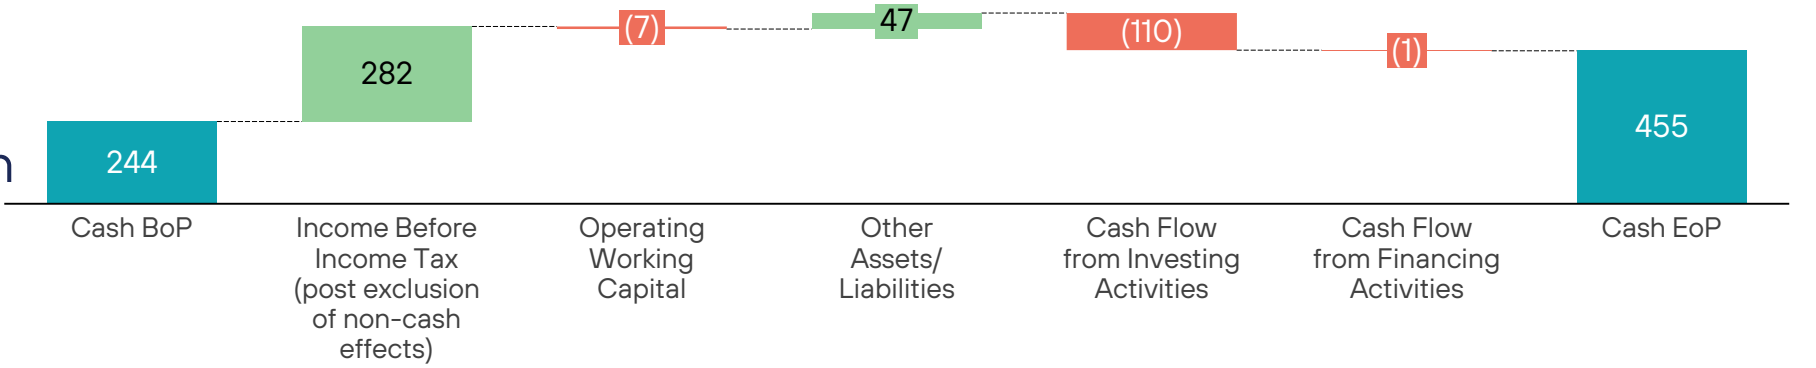 (7)
47
(110)
(1)
282
244
455
n
Cash BoP
Income Before
Income Tax
(post exclusion
of non-cash
effects)
Operating
Working
Capital
Other
Assets/
Liabilities
Cash Flow
from Investing
Activities
Cash Flow
from Financing
Activities
Cash EoP